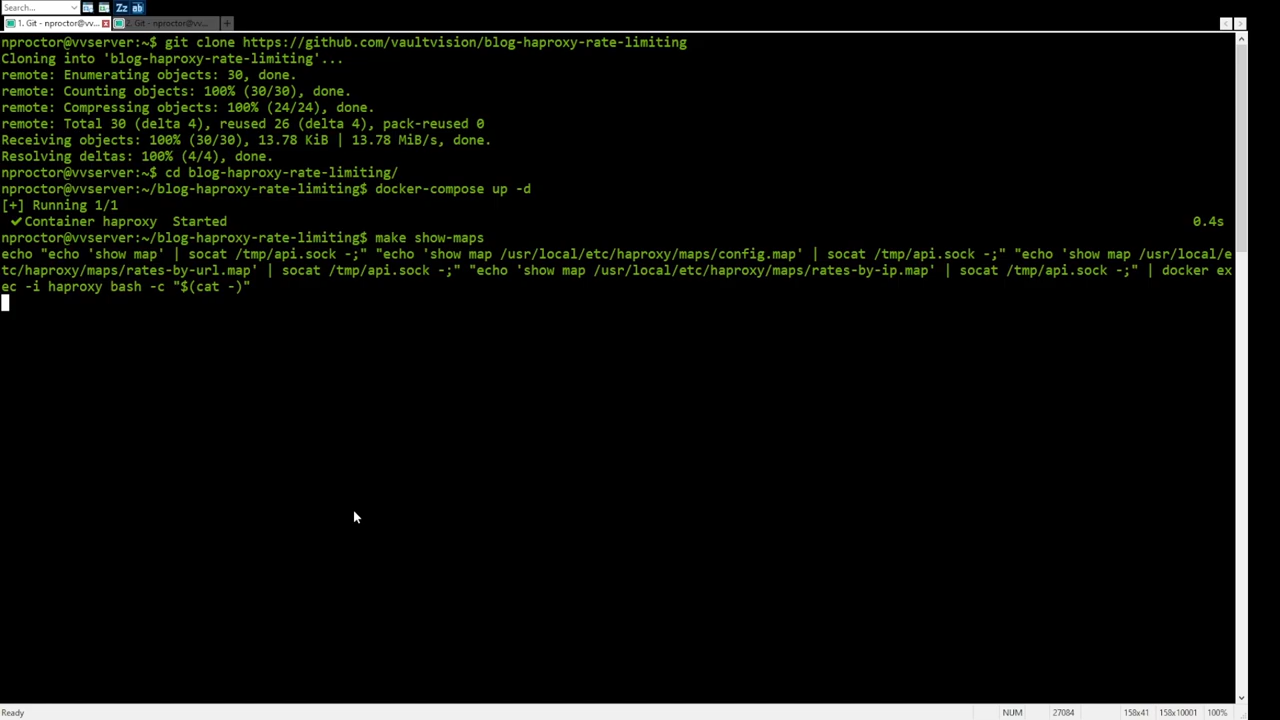 Search...
Zz ab
1. Git - nproctor@vv...
2. Git - nproctor@vv...
nproctor@vvserver:~$ git clone https://github.com/vaultvision/blog-haproxy-rate-limiting
Cloning into 'blog-haproxy-rate-limiting'...
remote: Enumerating objects: 30, done.
remote: Counting objects: 100% (30/30), done.
remote: Compressing objects: 100% (24/24), done.
remote: Total 30 (delta 4), reused 26 (delta 4), pack-reused 0
Receiving objects: 100% (30/30), 13.78 KiB | 13.78 MiB/s, done.
Resolving deltas: 100% (4/4), done.
nproctor@vvserver:~$ cd blog-haproxy-rate-limiting/
nproctor@vvserver:~/blog-haproxy-rate-limiting$ docker-compose up -d
[+] Running 1/1
✔Container haproxy  Started 0.4s
nproctor@vvserver:~/blog-haproxy-rate-limiting$ make show-maps
echo "echo 'show map' | socat /tmp/api.sock -;" "echo 'show map /usr/local/etc/haproxy/maps/config.map' | socat /tmp/api.sock -;" "echo 'show map /usr/local/e
tc/haproxy/maps/rates-by-url.map' | socat /tmp/api.sock -;" "echo 'show map /usr/local/etc/haproxy/maps/rates-by-ip.map' | socat /tmp/api.sock -;" | docker ex
ec -i haproxy bash -c "$(cat -)"
Ready NUM 27084 158x41 158x10001 100%